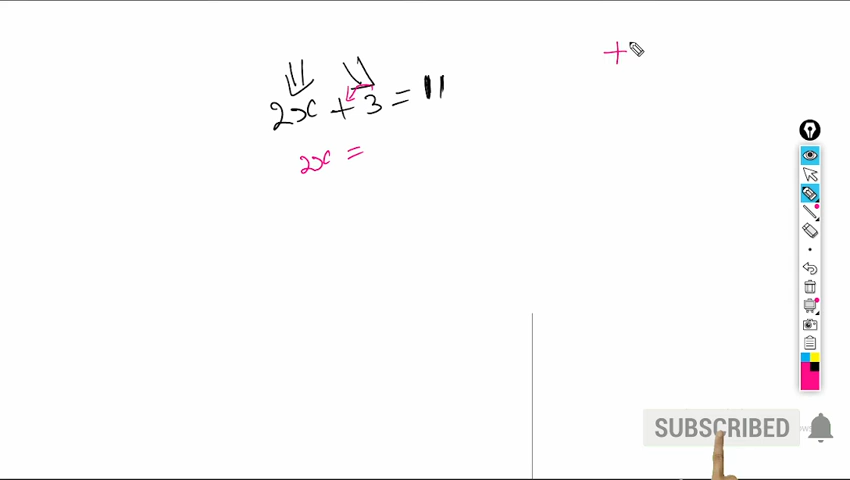 +
2x + 3 = 11
2x =
SUBSCRIBED